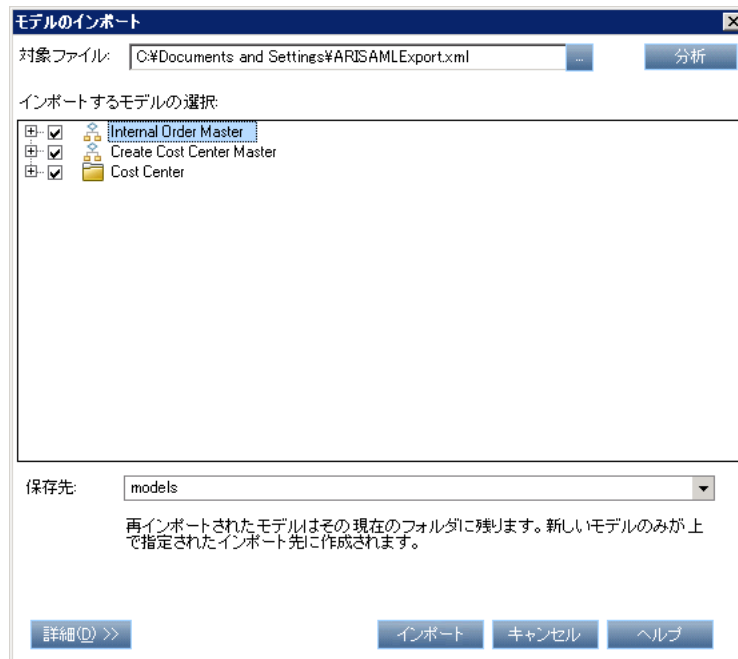 モデルのインポート
対象ファイル: C:¥Documents and Settings¥ARISAMLExport.xml ... 分析
インポートするモデルの選択:
Internal Order Master
Create Cost Center Master
Cost Center
保存先: models
再インポートされたモデルはその現在のフォルダに残ります。新しいモデルのみが上
で指定されたインポート先に作成されます。
詳細(D) >> インポート キャンセル ヘルプ